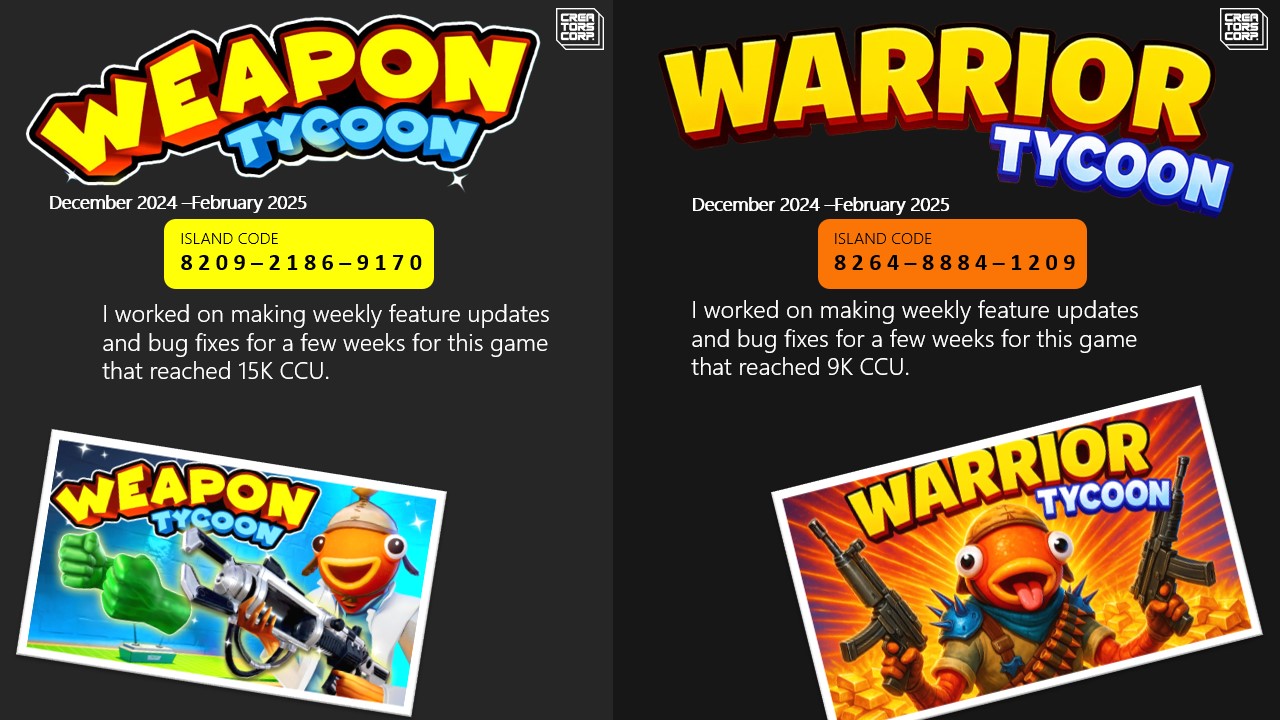 WEAPON
TYCOON
CREA
TORS
CORP.
December 2024 –February 2025
ISLAND CODE
8209–2186–9170
I worked on making weekly feature updates
and bug fixes for a few weeks for this game
that reached 15K CCU.
WEAPON
TYCOON
WARRIOR
TYCOON
CREA
TORS
CORP.
December 2024 –February 2025
ISLAND CODE
8264–8884–1209
I worked on making weekly feature updates
and bug fixes for a few weeks for this game
that reached 9K CCU.
WARRIOR
TYCOON